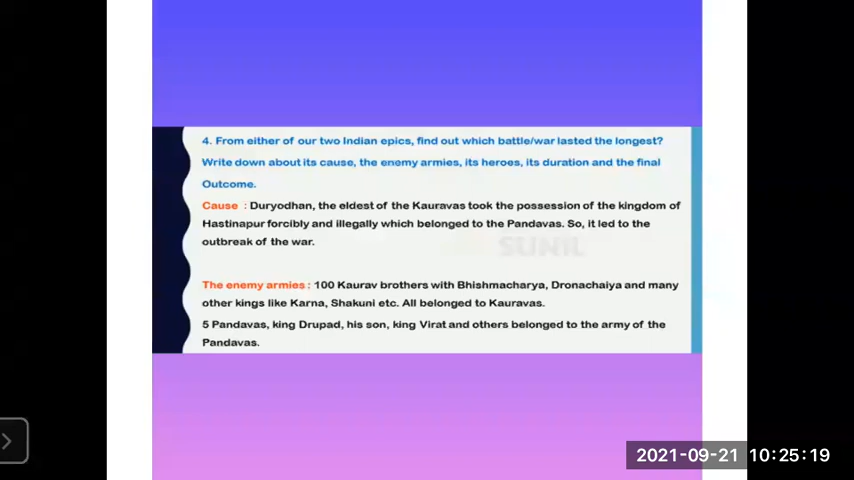 4. From either of our two Indian epics, find out which battle/war lasted the longest?
Write down about its cause, the enemy armies, its heroes, its duration and the final
Outcome.
Cause : Duryodhan, the eldest of the Kauravas took the possession of the kingdom of
Hastinapur forcibly and illegally which belonged to the Pandavas. So, it led to the
outbreak of the war.
SUNIL
The enemy armies : 100 Kaurav brothers with Bhishmacharya, Dronachaiya and many
other kings like Karna, Shakuni etc. All belonged to Kauravas.
5 Pandavas, king Drupad, his son, king Virat and others belonged to the army of the
Pandavas.
2021-09-21 10:25:19